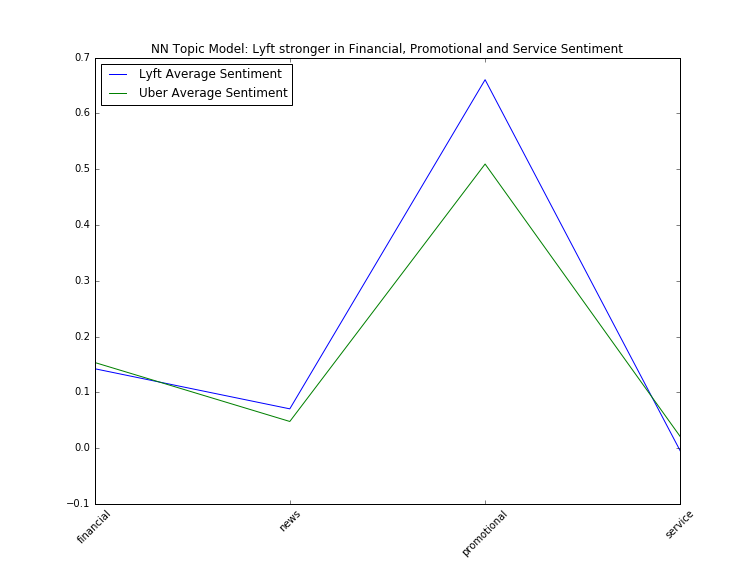 NN Topic Model: Lyft stronger in Financial, Promotional and Service Sentiment
Lyft Average Sentiment
Uber Average Sentiment
0.7
0.6
0.5
0.4
0.3
0.2
0.1
0.0
−0.1
financial
news
promotional
service